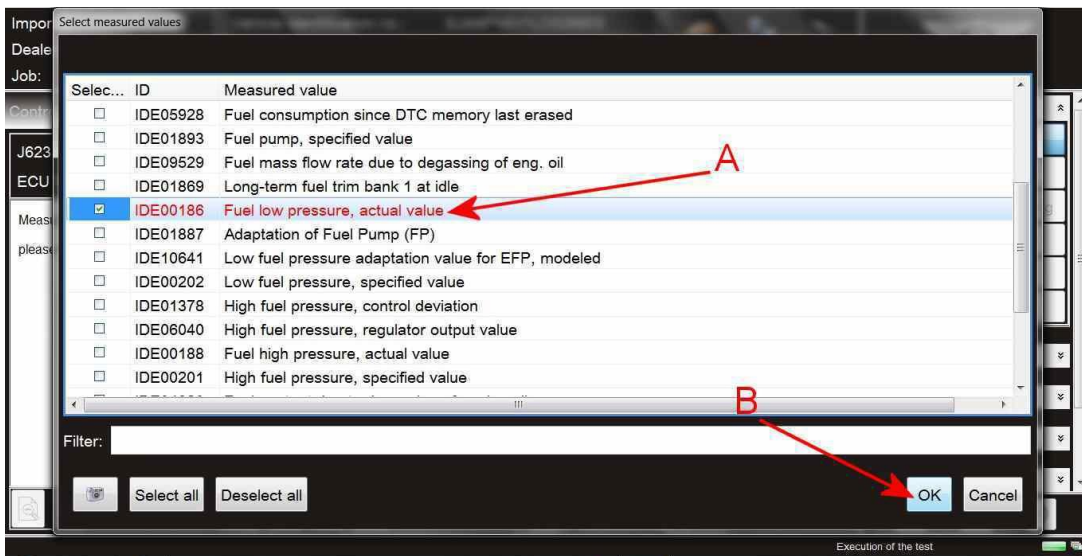 Impor
Select measured values
Deale
Job:
Selec... ID Measured value
IDE05928 Fuel consumption since DTC memory last erased
IDE01893 Fuel pump, specified value
IDE09529 Fuel mass flow rate due to degassing of eng. oil
A
IDE01869 Long-term fuel trim bank 1 at idle
IDE00186 Fuel low pressure, actual value
IDE01887 Adaptation of Fuel Pump (FP)
IDE10641 Low fuel pressure adaptation value for EFP, modeled
IDE00202 Low fuel pressure, specified value
IDE01378 High fuel pressure, control deviation
IDE06040 High fuel pressure, regulator output value
IDE00188 Fuel high pressure, actual value
IDE00201 High fuel pressure, specified value
Contr
J623
ECU
Meas
please
B
Filter:
Select all Deselect all OK Cancel
Execution of the test